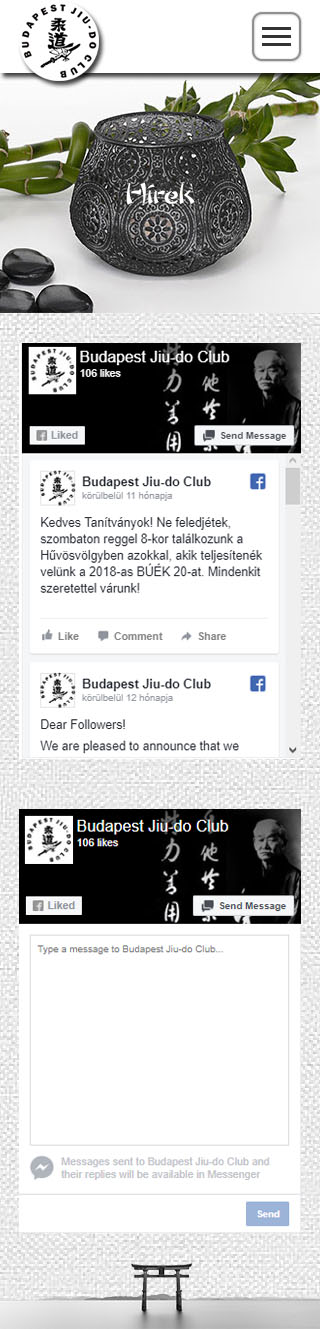 BUDAPEST JIU-DO CLUB
柔道
Hírek
Budapest Jiu-do Club
106 likes
Liked
Send Message
Budapest Jiu-do Club
körülbelül 11 hónapja
Kedves Tanítványok! Ne feledjétek,
szombaton reggel 8-kor találkozunk a
Hűvösvölgyben azokkal, akik teljesítenék
velünk a 2018-as BÚÉK 20-at. Mindenkit
szeretettel várunk!
Like Comment Share
Budapest Jiu-do Club
körülbelül 12 hónapja
Dear Followers!
We are pleased to announce that we
Budapest Jiu-do Club
106 likes
Liked
Send Message
Type a message to Budapest Jiu-do Club...
Messages sent to Budapest Jiu-do Club and
their replies will be available in Messenger
Send